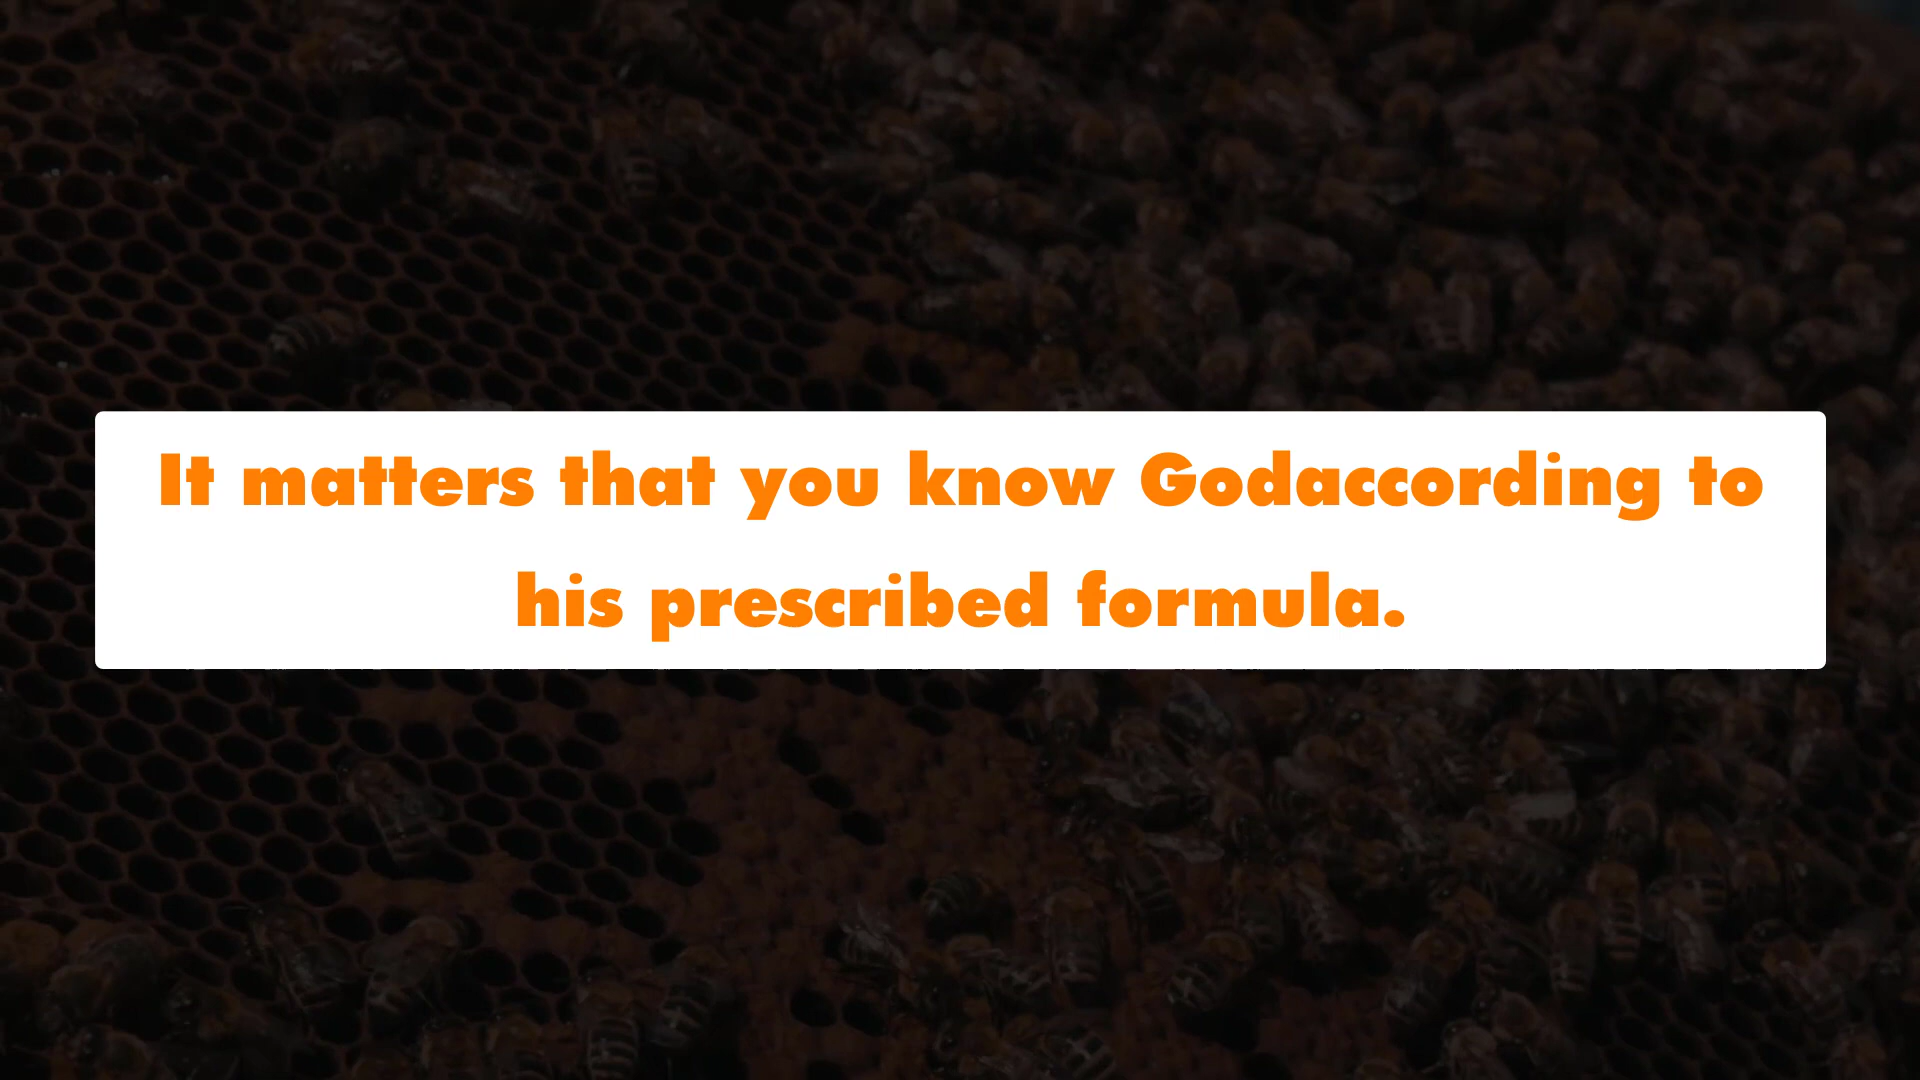 It matters that you know Godaccording to
his prescribed formula.